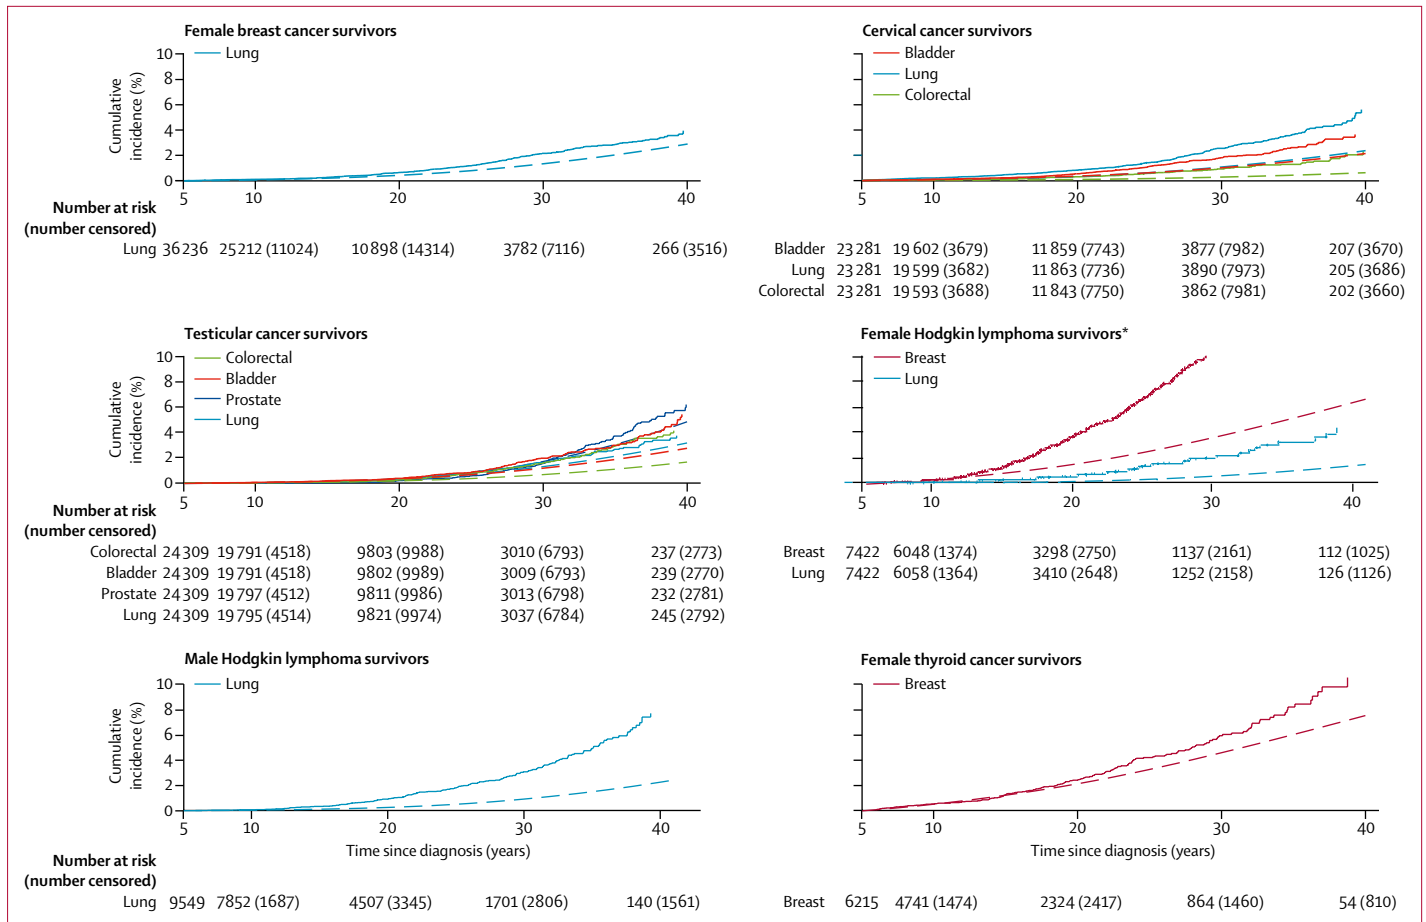 Female breast cancer survivors
Lung
Cumulative
incidence (%)
10
8
6
4
2
0
5 10 20 30 40
Number at risk
(number censored)
Lung 36 236 25 212 (11 024) 10 898 (14 314) 3782 (7116) 266 (3516)
Cervical cancer survivors
Bladder
Lung
Colorectal
5 10 20 30 40
Bladder 23 281 19 602 (3679) 11 859 (7743) 3877 (7982) 207 (3670)
Lung 23 281 19 599 (3682) 11 863 (7736) 3890 (7973) 205 (3686)
Colorectal 23 281 19 593 (3688) 11 843 (7750) 3862 (7981) 202 (3660)
Testicular cancer survivors
Colorectal
Bladder
Prostate
Lung
Cumulative
incidence (%)
10
8
6
4
2
0
5 10 20 30 40
Number at risk
(number censored)
Colorectal 24 309 19 791 (4518) 9803 (9988) 3010 (6793) 237 (2773)
Bladder 24 309 19 791 (4518) 9802 (9989) 3009 (6793) 239 (2770)
Prostate 24 309 19 797 (4512) 9811 (9986) 3013 (6798) 232 (2781)
Lung 24 309 19 795 (4514) 9821 (9974) 3037 (6784) 245 (2792)
Female Hodgkin lymphoma survivors*
Breast
Lung
5 10 20 30 40
Breast 7422 6048 (1374) 3298 (2750) 1137 (2161) 112 (1025)
Lung 7422 6058 (1364) 3410 (2648) 1252 (2158) 126 (1126)
Male Hodgkin lymphoma survivors
Lung
Cumulative
incidence (%)
10
8
6
4
2
0
5 10 20 30 40
Time since diagnosis (years)
Number at risk
(number censored)
Lung 9549 7852 (1687) 4507 (3345) 1701 (2806) 140 (1561)
Female thyroid cancer survivors
Breast
5 10 20 30 40
Time since diagnosis (years)
Breast 6215 4741 (1474) 2324 (2417) 864 (1460) 54 (810)